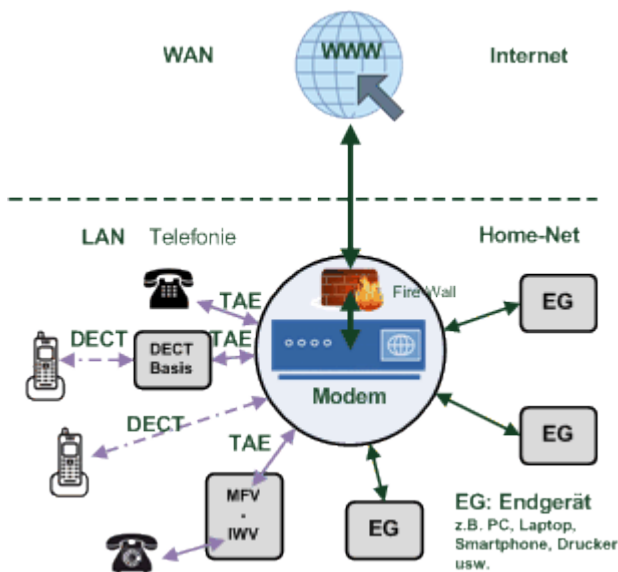 WWW
WAN
Internet
LAN Telefonie
Home-Net
TAE
Fire Wall
EG
DECT
TAE
DECT
Basis
Modem
DECT
EG
TAE
MFV
-
IWV
EG
EG: Endgerät
z.B. PC, Laptop,
Smartphone, Drucker
usw.